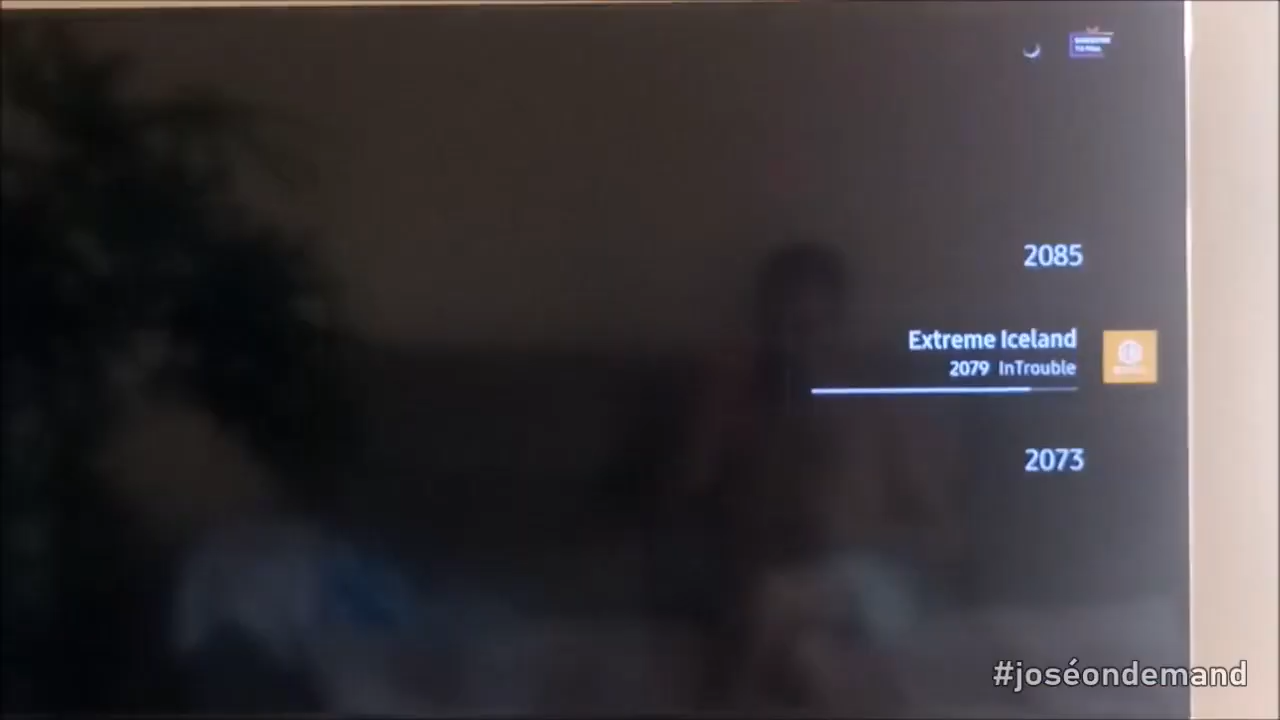 2085
Extreme Iceland
2079 InTrouble
2073
#joséondemand